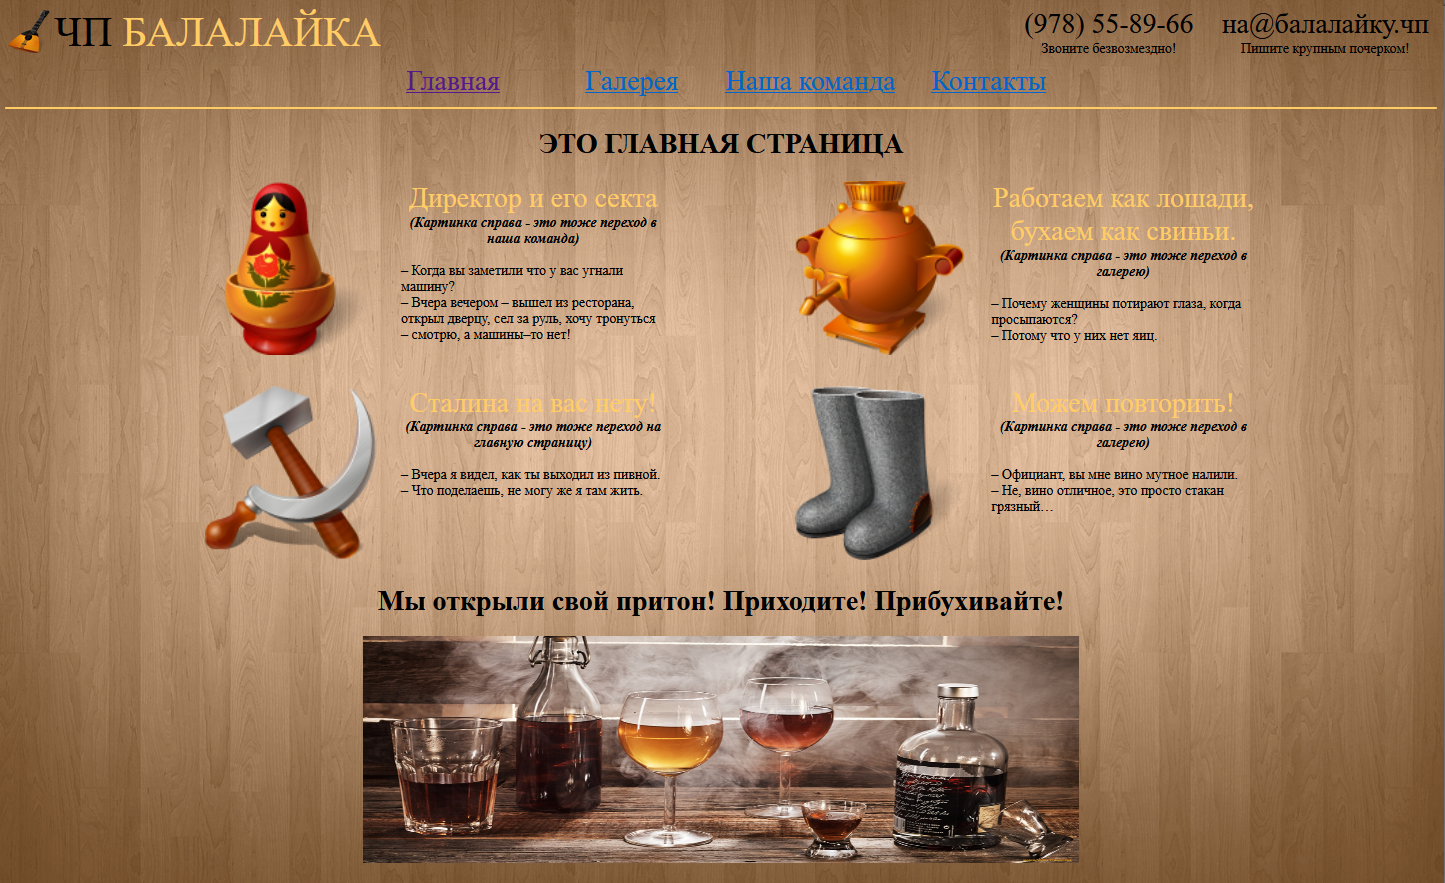 ЧП БАЛАЛАЙКА
(978) 55-89-66
Звоните безвозмездно!
на@балалайку.чп
Пишите крупным почерком!
Главная
Галерея
Наша команда
Контакты
ЭТО ГЛАВНАЯ СТРАНИЦА
Директор и его секта
(Картинка справа - это тоже переход в
наша команда)
– Когда вы заметили что у вас угнали
машину?
– Вчера вечером – вышел из ресторана,
открыл дверцу, сел за руль, хочу тронуться
– смотрю, а машины–то нет!
Работаем как лошади,
бухаем как свиньи.
(Картинка справа - это тоже переход в
галерею)
– Почему женщины потирают глаза, когда
просыпаются?
– Потому что у них нет яиц.
Сталина на вас нету!
(Картинка справа - это тоже переход на
главную страницу)
– Вчера я видел, как ты выходил из пивной.
– Что поделаешь, не могу же я там жить.
Можем повторить!
(Картинка справа - это тоже переход в
галерею)
– Официант, вы мне вино мутное налили.
– Не, вино отличное, это просто стакан
грязный…
Мы открыли свой притон! Приходите! Прибухивайте!